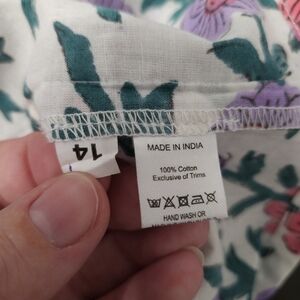 14
MADE IN INDIA
100% Cotton
Exclusive of Trims
HAND WASH OR